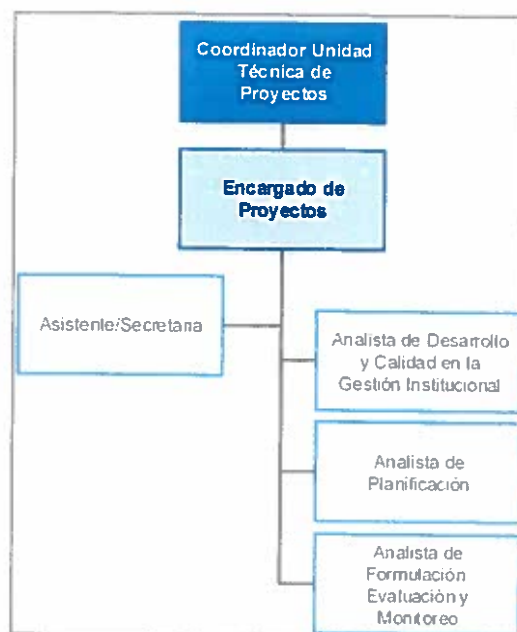 Coordinador Unidad
Técnica de
Proyectos
Encargado de
Proyectos
Asistente/Secretaria
Analista de Desarrollo
y Calidad en la
Gestión Institucional
Analista de
Planificación
Analista de
Formulación
Evaluación y
Monitoreo